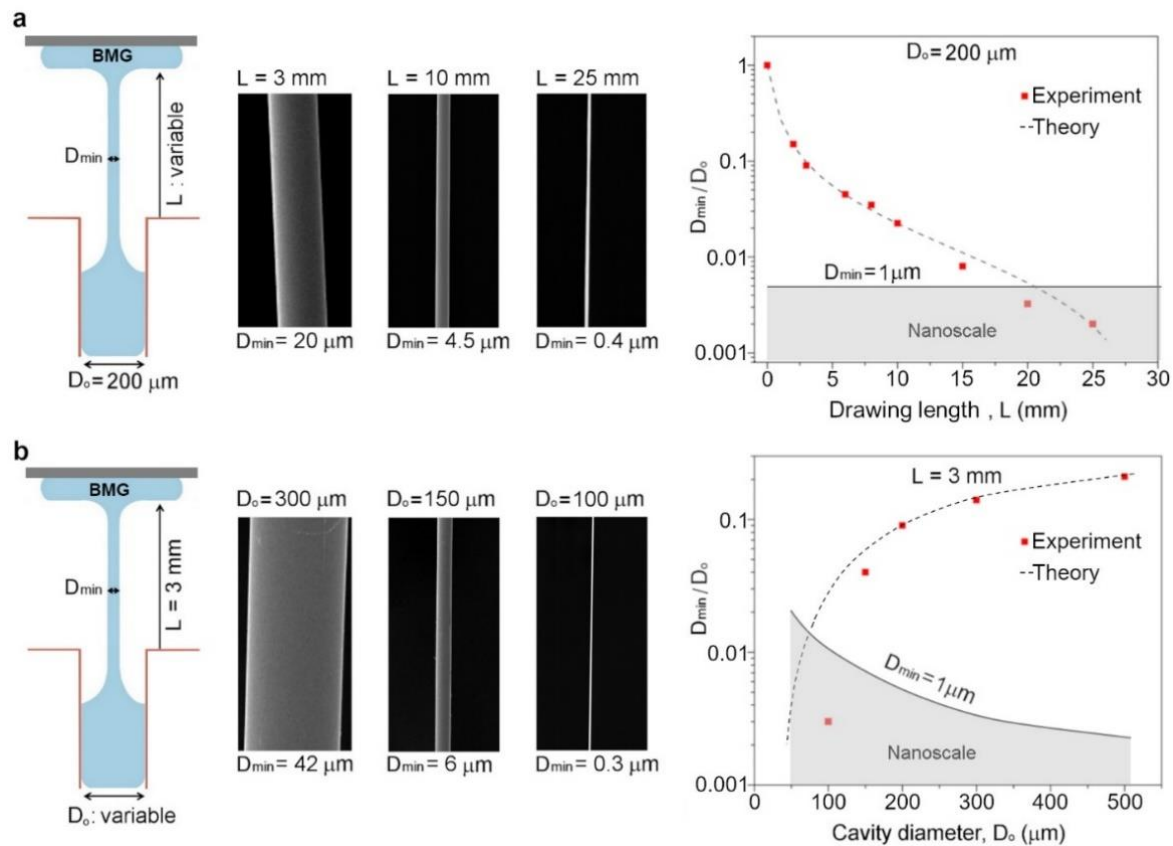 a
BMG
L : variable
Dmin
Dₒ= 200 µm
L = 3 mm
L = 10 mm
L = 25 mm
Dmin= 20 µm
Dmin= 4.5 µm
Dmin= 0.4 µm
Dₒ=200 µm
Experiment
Theory
Dmin=1µm
Nanoscale
1
0.1
0.01
0.001
Dmin/Dₒ
0
5
10
15
20
25
30
Drawing length , L (mm)
b
BMG
L = 3 mm
Dmin
Dₒ: variable
Dₒ=300 µm
Dₒ=150 µm
Dₒ=100 µm
Dmin= 42 µm
Dmin= 6 µm
Dmin= 0.3 µm
L = 3 mm
Experiment
Theory
Dmin=1µm
Nanoscale
0.1
0.01
0.001
Dmin/Dₒ
0
100
200
300
400
500
Cavity diameter, Dₒ (µm)